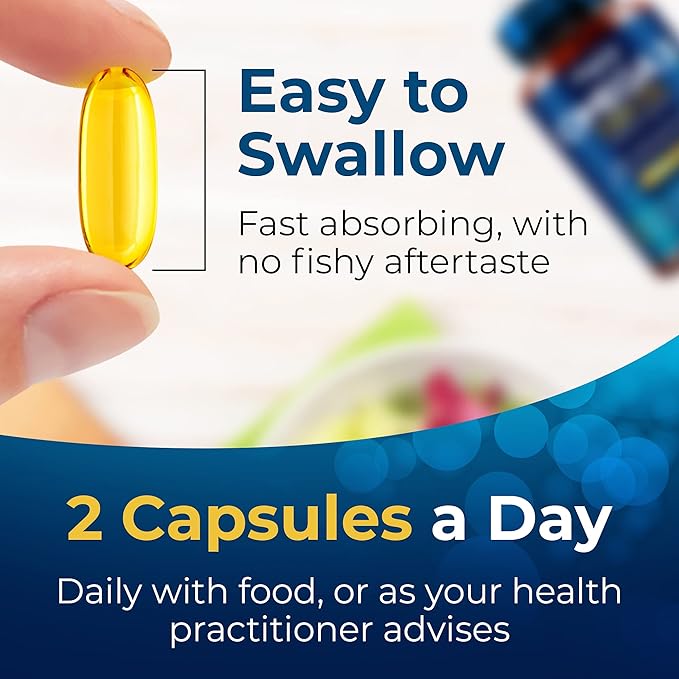 Easy to
Swallow
Fast absorbing, with
no fishy aftertaste
2 Capsules a Day
Daily with food, or as your health
practitioner advises